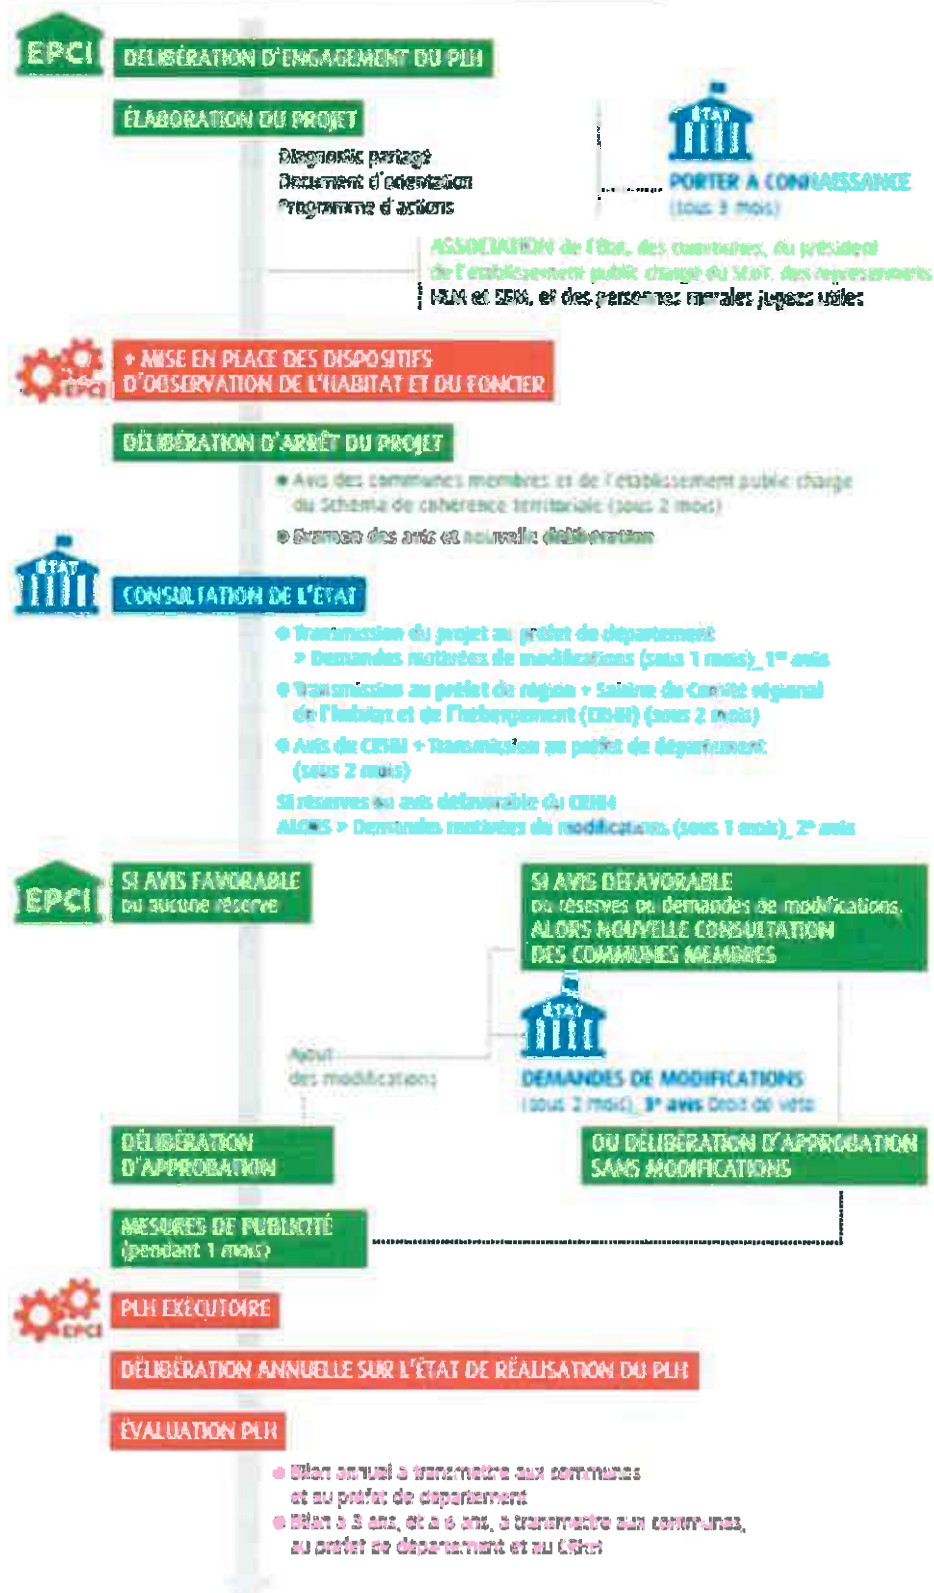 EPCI
DÉLIBÉRATION D'ENGAGEMENT DU PLH
ÉLABORATION DU PROJET
Diagnostic partagé
Document d'orientation
Programme d'actions
ÉTAT
PORTER A CONNAISSANCE
(sous 3 mois)
ASSOCIATION de l'État, des communes, du président
de l'établissement public chargé du SCoT, des représentants
HLM et SEM, et des personnes morales jugées utiles
EPCI
+ MISE EN PLACE DES DISPOSITIFS
D'OBSERVATION DE L'HABITAT ET DU FONCIER
DÉLIBÉRATION D'ARRÊT DU PROJET
● Avis des communes membres et de l'établissement public chargé
du Schéma de cohérence territoriale (sous 2 mois)
● Examen des avis et nouvelle délibération
ÉTAT
CONSULTATION DE L'ÉTAT
● Transmission du projet au préfet de département
> Demandes motivées de modifications (sous 1 mois)_1er avis
● Transmission au préfet de région + Saisine du Comité régional
de l'habitat et de l'hébergement (CRHH) (sous 2 mois)
● Avis de CRHH + Transmission au préfet de département
(sous 2 mois)
Si réserves ou avis défavorable du CRHH
ALORS > Demandes motivées de modifications (sous 1 mois)_2e avis
EPCI
SI AVIS FAVORABLE
ou aucune réserve
SI AVIS DÉFAVORABLE
ou réserves ou demandes de modifications,
ALORS NOUVELLE CONSULTATION
DES COMMUNES MEMBRES
ÉTAT
DEMANDES DE MODIFICATIONS
(sous 2 mois)_3e avis Droit de veto
Ajout
des modifications
DÉLIBÉRATION
D'APPROBATION
OU DÉLIBÉRATION D'APPROBATION
SANS MODIFICATIONS
MESURES DE PUBLICITÉ
(pendant 1 mois)
EPCI
PLH EXÉCUTOIRE
DÉLIBÉRATION ANNUELLE SUR L'ÉTAT DE RÉALISATION DU PLH
ÉVALUATION PLH
● Bilan annuel à transmettre aux communes
et au préfet de département
● Bilan à 3 ans, et à 6 ans, à transmettre aux communes,
au préfet de département et au CRHH